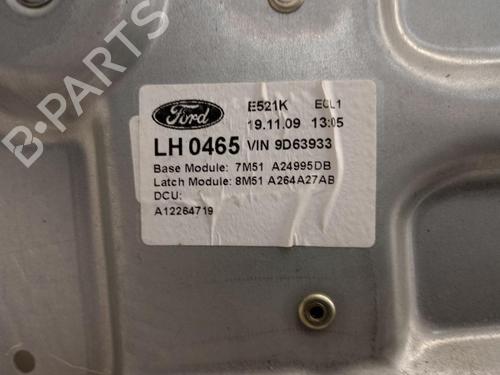 B-PARTS
Ford
E521K ECL1
19.11.09 13:05
LH 0465 VIN 9D63933
Base Module: 7M51 A24995DB
Latch Module: 8M51 A264A27AB
DCU:
A12264719